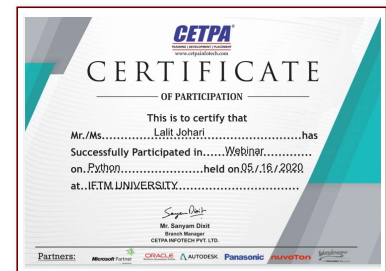 CETPA
TRAINING | DEVELOPMENT | PLACEMENT
www.cetpainfotech.com
CERTIFICATE
OF PARTICIPATION
This is to certify that
Mr./Ms....Lalit Johari....has
Successfully Participated in....Webinar....
on..Python....held on.05/16/2020
at..IFTM UNIVERSITY....
Sanyam Dixit
Mr. Sanyam Dixit
Branch Manager
CETPA INFOTECH PVT. LTD.
Partners: Microsoft Partner ORACLE AUTODESK. Panasonic nuvoTon